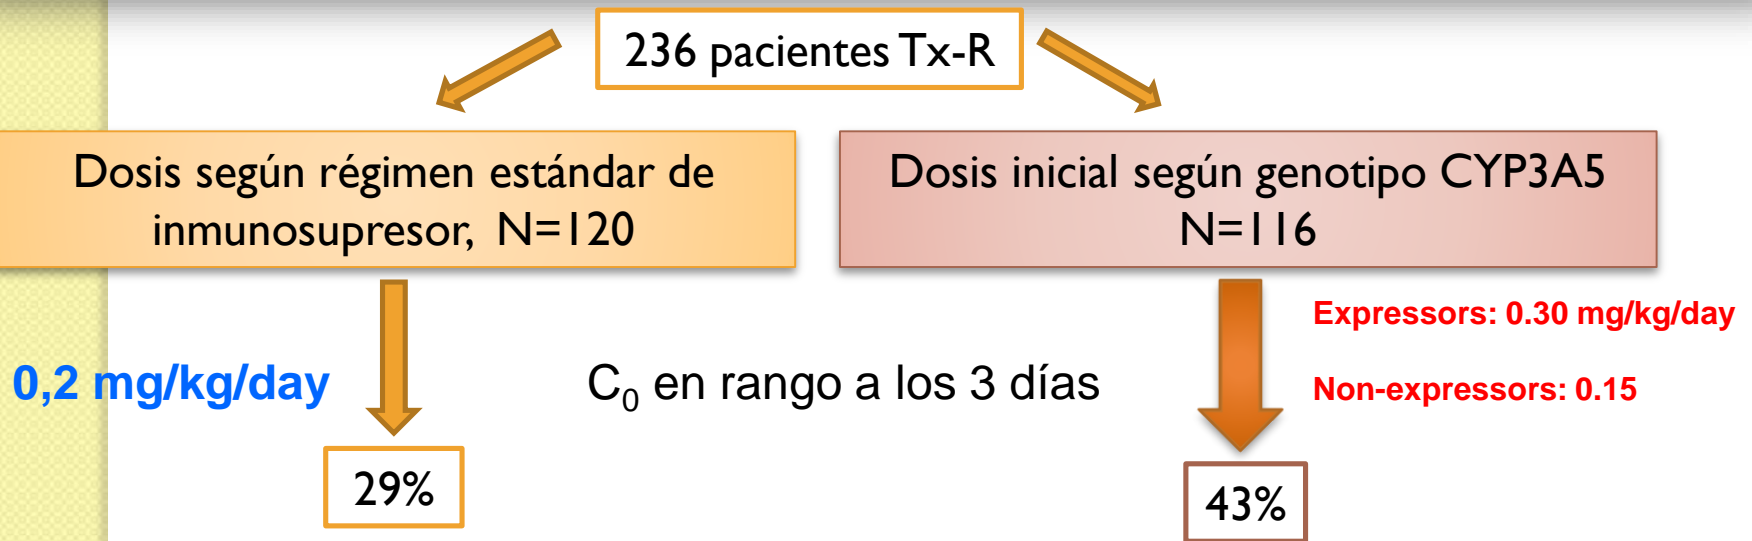 236 pacientes Tx-R
Dosis según régimen estándar de
inmunosupresor, N=120
Dosis inicial según genotipo CYP3A5
N=116
Expressors: 0.30 mg/kg/day
0,2 mg/kg/day
C₀ en rango a los 3 días
Non-expressors: 0.15
29%
43%